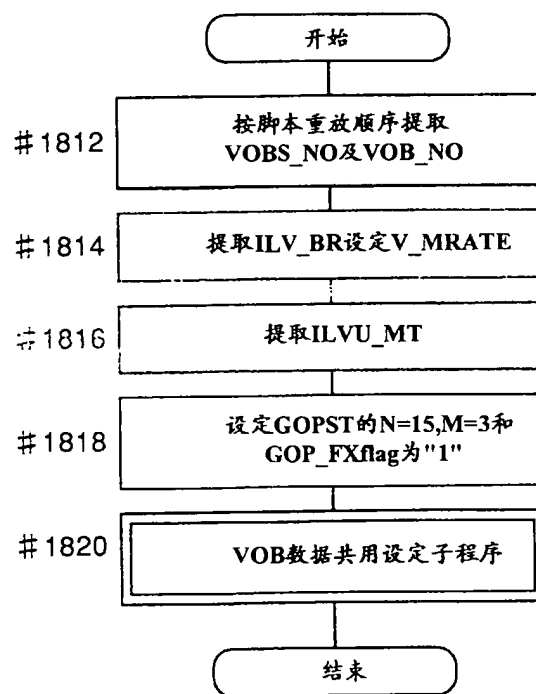 开始
#1812
按脚本重放顺序提取
VOBS_NO及VOB_NO
#1814
提取ILV_BR设定V_MRATE
#1816
提取ILVU_MT
#1818
设定GOPST的N=15,M=3和
GOP_FXflag为"1"
#1820
VOB数据共用设定子程序
结束